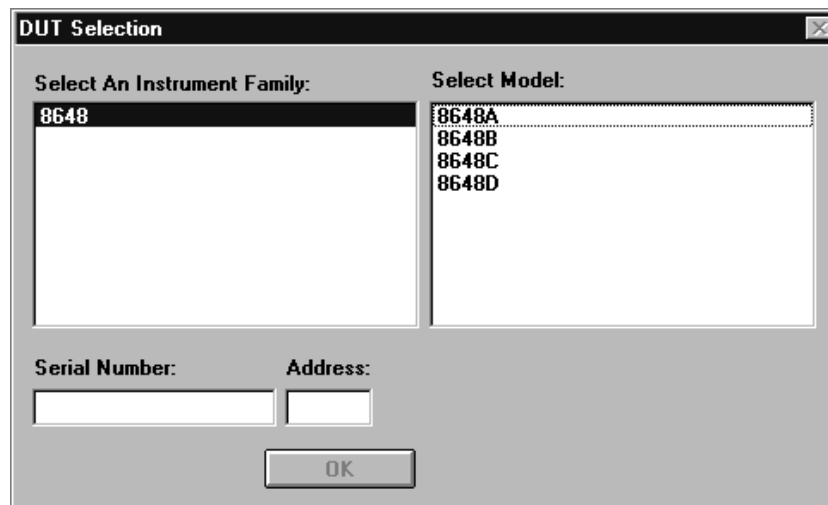 DUT Selection
Select An Instrument Family:
8648
Select Model:
8648A
8648B
8648C
8648D
Serial Number:
Address:
OK